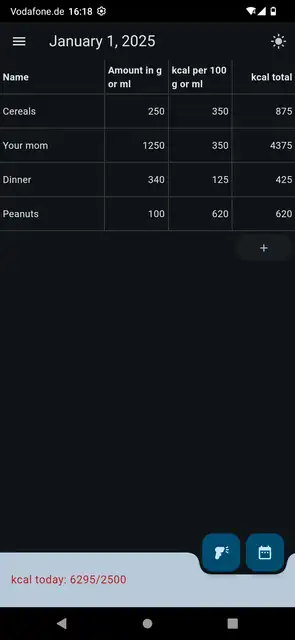 Vodafone.de 16:18
January 1, 2025
Name Amount in g or ml kcal per 100 g or ml kcal total
Cereals 250 350 875
Your mom 1250 350 4375
Dinner 340 125 425
Peanuts 100 620 620
+
kcal today: 6295/2500